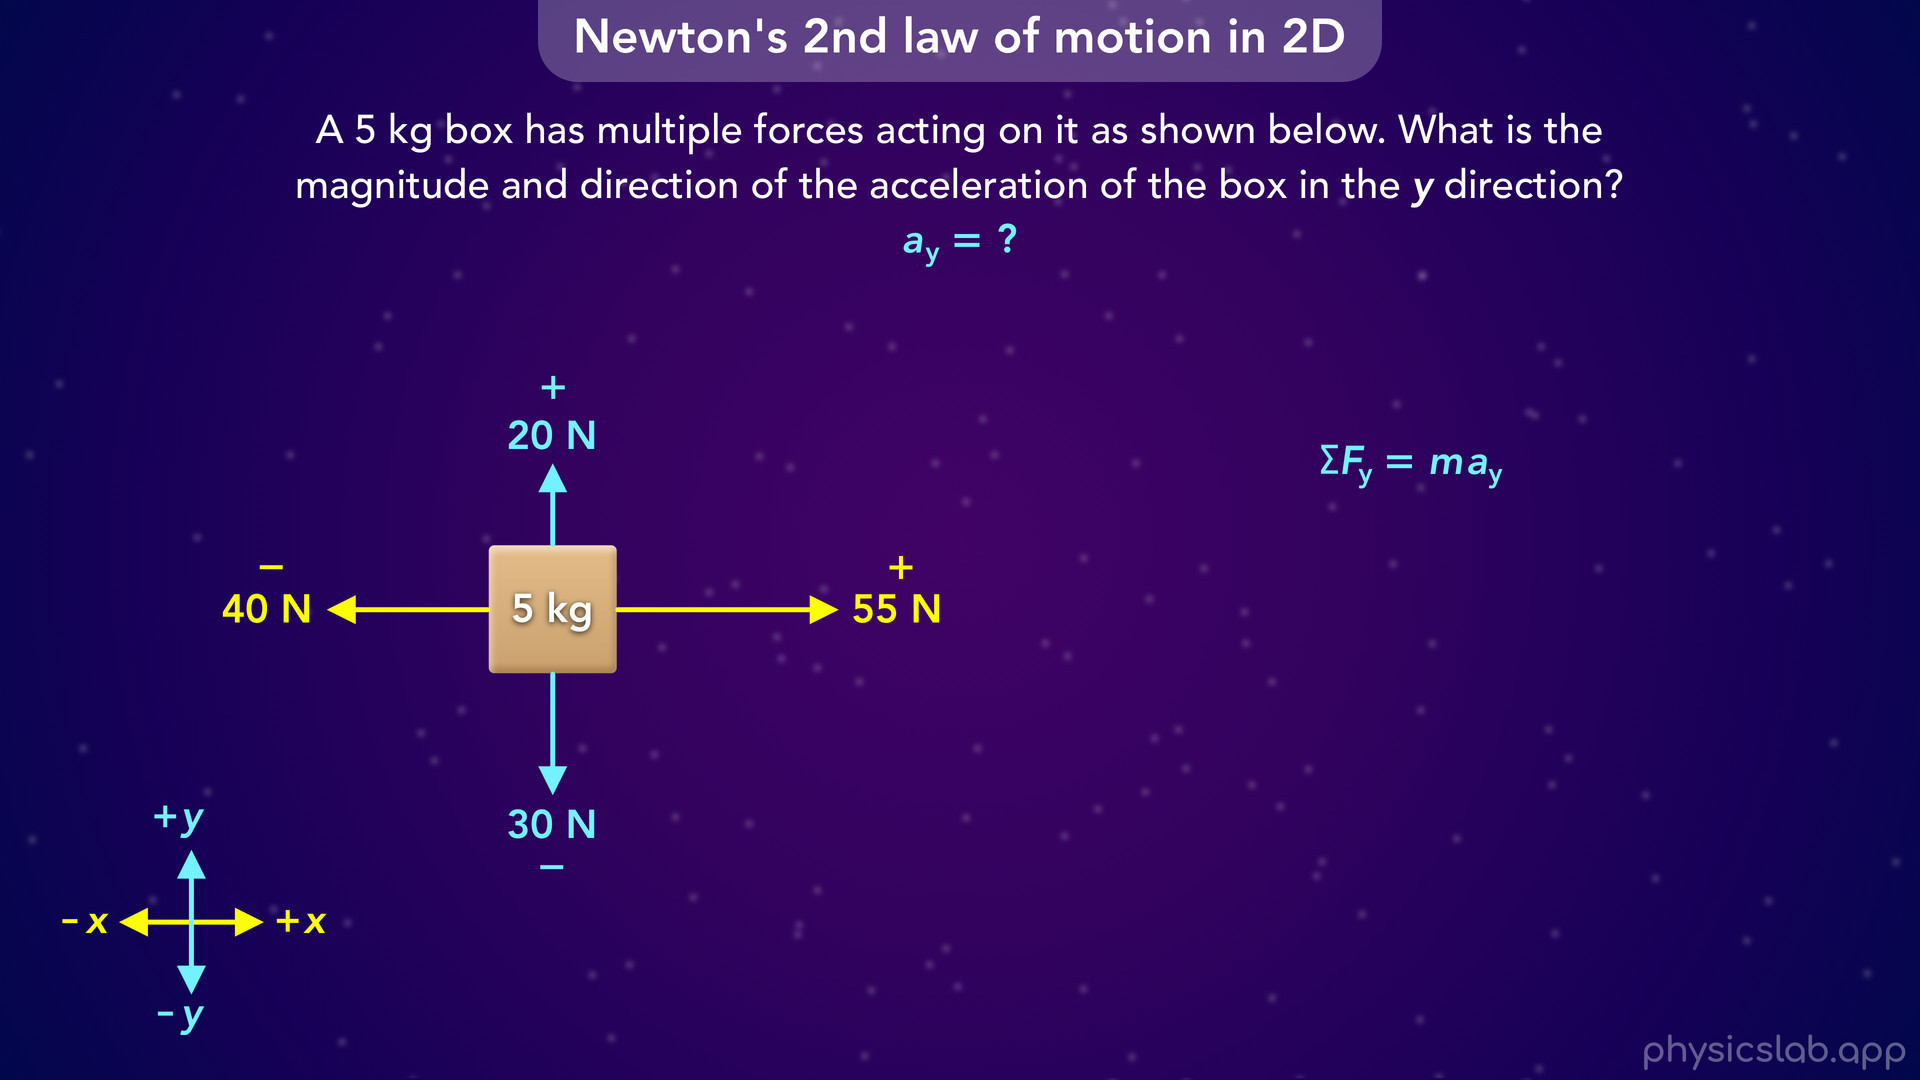 Newton's 2nd law of motion in 2D
A 5 kg box has multiple forces acting on it as shown below. What is the
magnitude and direction of the acceleration of the box in the y direction?
ay = ?
+
20 N
ΣFy = may
−
40 N
5 kg
+
55 N
30 N
−
+y
−x
+x
−y
physicslab.app